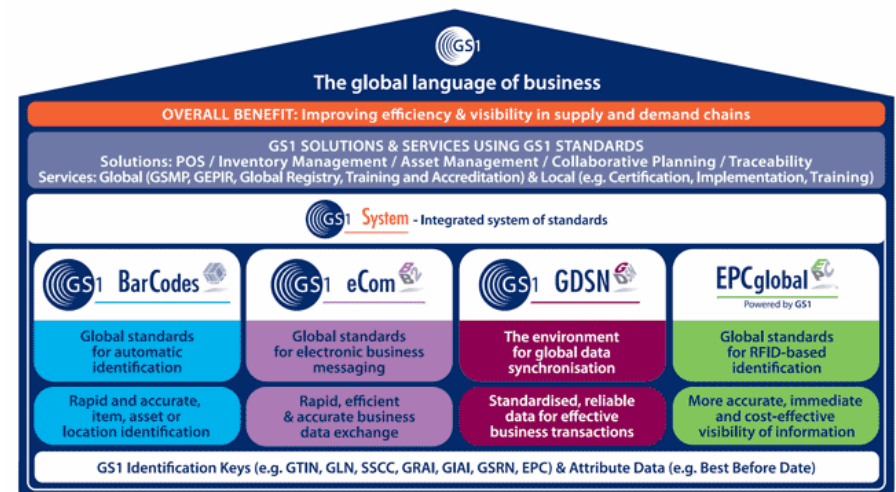 GS1
The global language of business
OVERALL BENEFIT: Improving efficiency & visibility in supply and demand chains
GS1 SOLUTIONS & SERVICES USING GS1 STANDARDS
Solutions: POS / Inventory Management / Asset Management / Collaborative Planning / Traceability
Services: Global (GSMP, GEPIR, Global Registry, Training and Accreditation) & Local (e.g. Certification, Implementation, Training)
GS1 System - Integrated system of standards
GS1 BarCodes
Global standards
for automatic
identification
Rapid and accurate,
item, asset or
location identification
GS1 eCom
Global standards
for electronic business
messaging
Rapid, efficient
& accurate business
data exchange
GS1 GDSN
The environment
for global data
synchronisation
Standardised, reliable
data for effective
business transactions
EPCglobal
Powered by GS1
Global standards
for RFID-based
identification
More accurate, immediate
and cost-effective
visibility of information
GS1 Identification Keys (e.g. GTIN, GLN, SSCC, GRAI, GIAI, GSRN, EPC) & Attribute Data (e.g. Best Before Date)